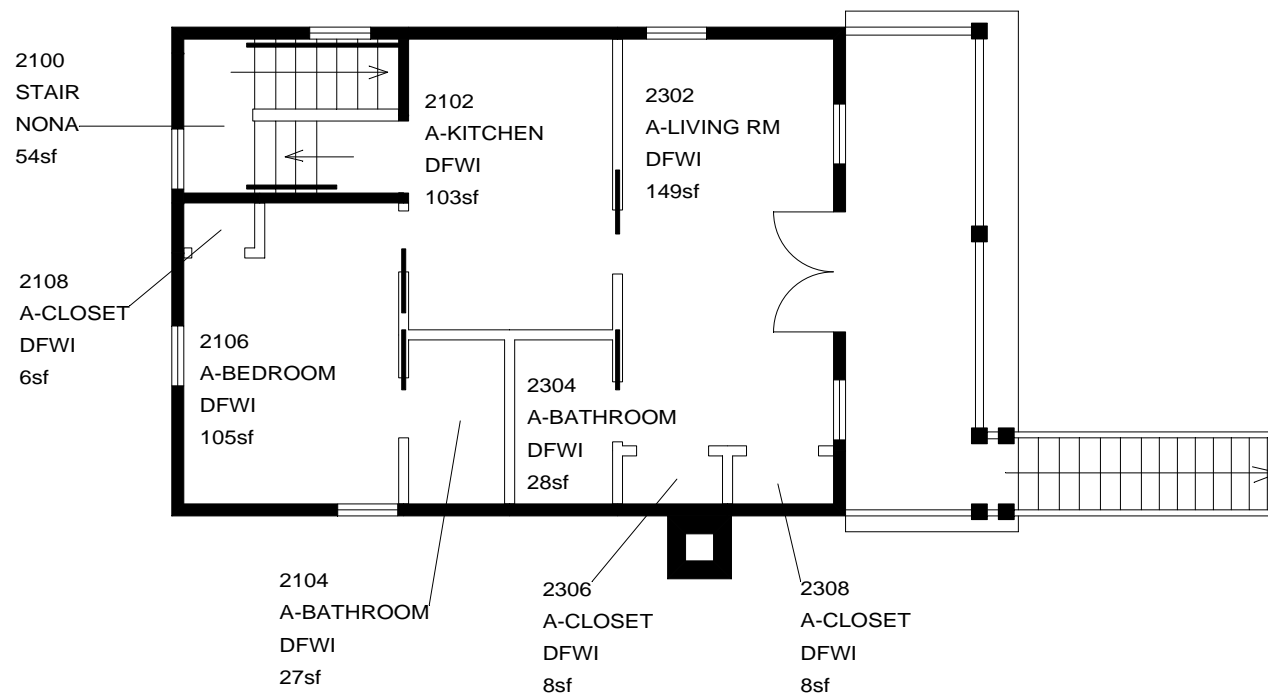 2100
STAIR
NONA
54sf
2102
A-KITCHEN
DFWI
103sf
2302
A-LIVING RM
DFWI
149sf
2108
A-CLOSET
DFWI
6sf
2106
A-BEDROOM
DFWI
105sf
2304
A-BATHROOM
DFWI
28sf
2104
A-BATHROOM
DFWI
27sf
2306
A-CLOSET
DFWI
8sf
2308
A-CLOSET
DFWI
8sf